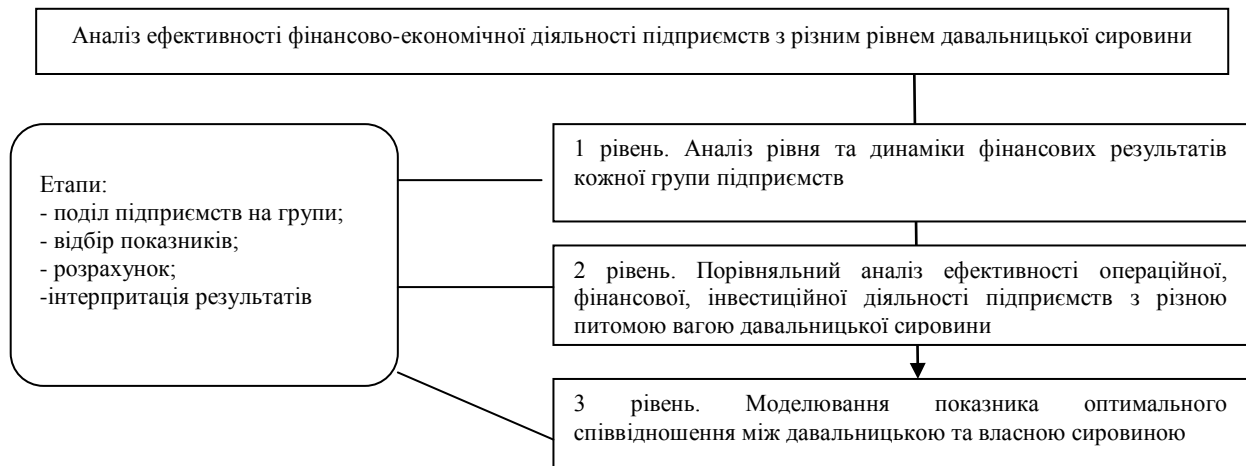 Аналіз ефективності фінансово-економічної діяльності підприємств з різним рівнем давальницької сировини
Етапи:
- поділ підприємств на групи;
- відбір показників;
- розрахунок;
-інтерпритація результатів
1 рівень. Аналіз рівня та динаміки фінансових результатів
кожної групи підприємств
2 рівень. Порівняльний аналіз ефективності операційної,
фінансової, інвестиційної діяльності підприємств з різною
питомою вагою давальницької сировини
3 рівень. Моделювання показника оптимального
співвідношення між давальницькою та власною сировиною